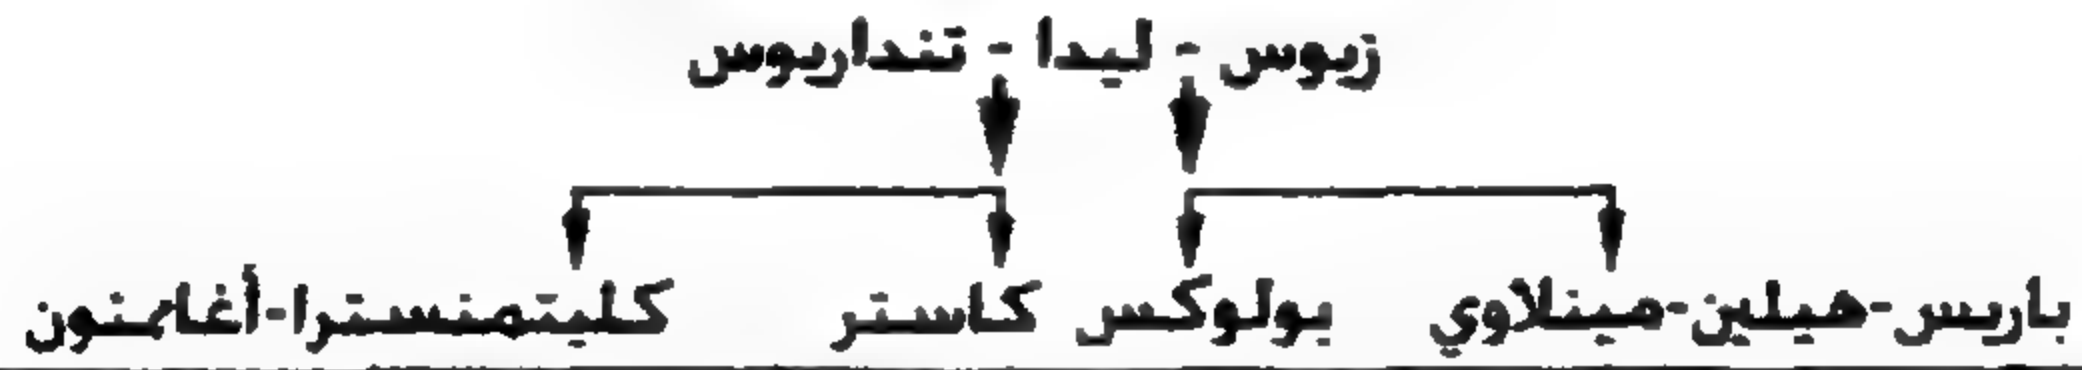 زيوس - ليدا - تنداريوس
باريس-هيلين-مينلاوي بولوكس كاستر كليتمنسترا-أغاممنون